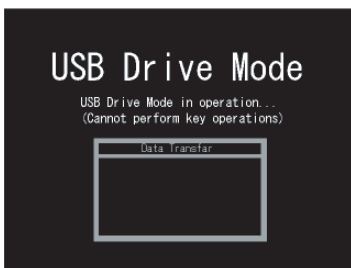 USB Drive Mode
USB Drive Mode in operation...
(Cannot perform key operations)
Data Transfar